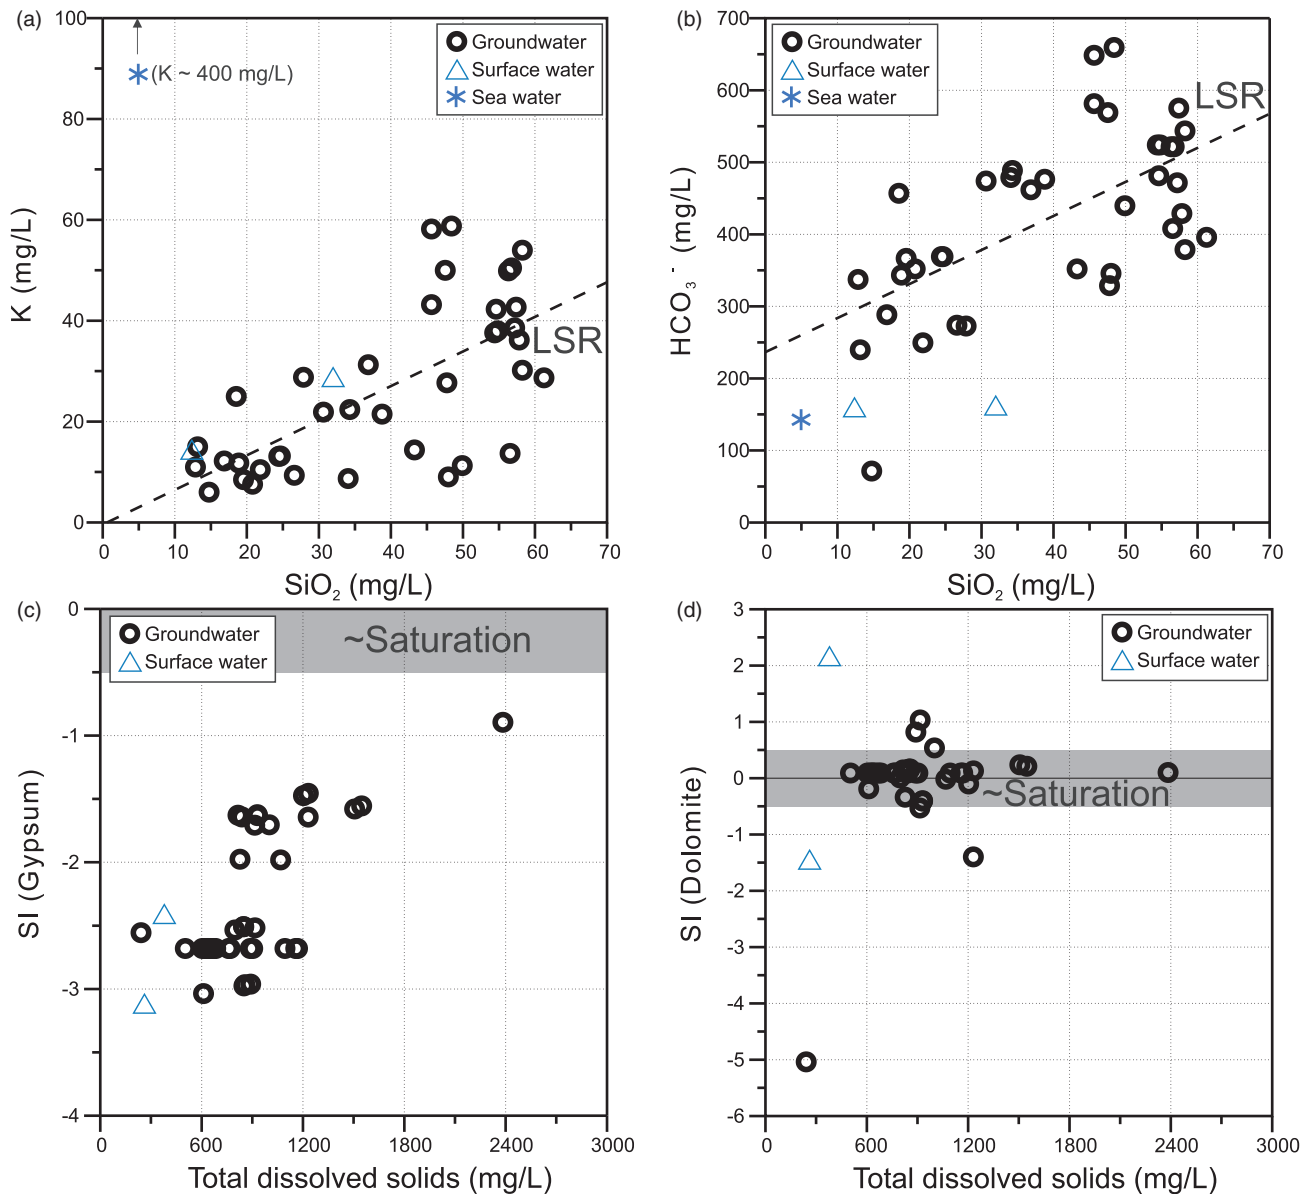 (a)
100
80
60
40
20
0
K (mg/L)
(K ~ 400 mg/L)
Groundwater
Surface water
Sea water
LSR
0 10 20 30 40 50 60 70
SiO₂ (mg/L)
(b)
700
600
500
400
300
200
100
0
HCO₃⁻ (mg/L)
Groundwater
Surface water
Sea water
LSR
0 10 20 30 40 50 60 70
SiO₂ (mg/L)
(c)
0
-1
-2
-3
-4
SI (Gypsum)
Groundwater
Surface water
~Saturation
0 600 1200 1800 2400 3000
Total dissolved solids (mg/L)
(d)
3
2
1
0
-1
-2
-3
-4
-5
-6
SI (Dolomite)
Groundwater
Surface water
~Saturation
0 600 1200 1800 2400 3000
Total dissolved solids (mg/L)